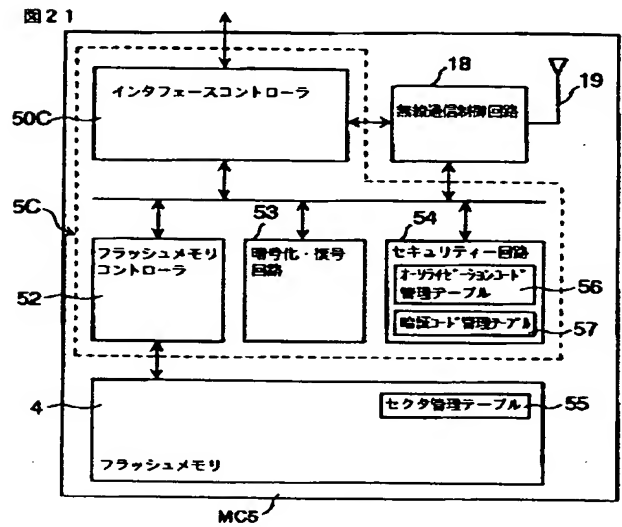 図21
インタフェースコントローラ
50C
18
無線通信制御回路
19
5C
フラッシュメモリ
コントローラ
52
53
暗号化・復号
回路
54
セキュリティー回路
オーソライゼーションコード
管理テーブル
56
暗証コード管理テーブル
57
4
セクタ管理テーブル
55
フラッシュメモリ
MC5